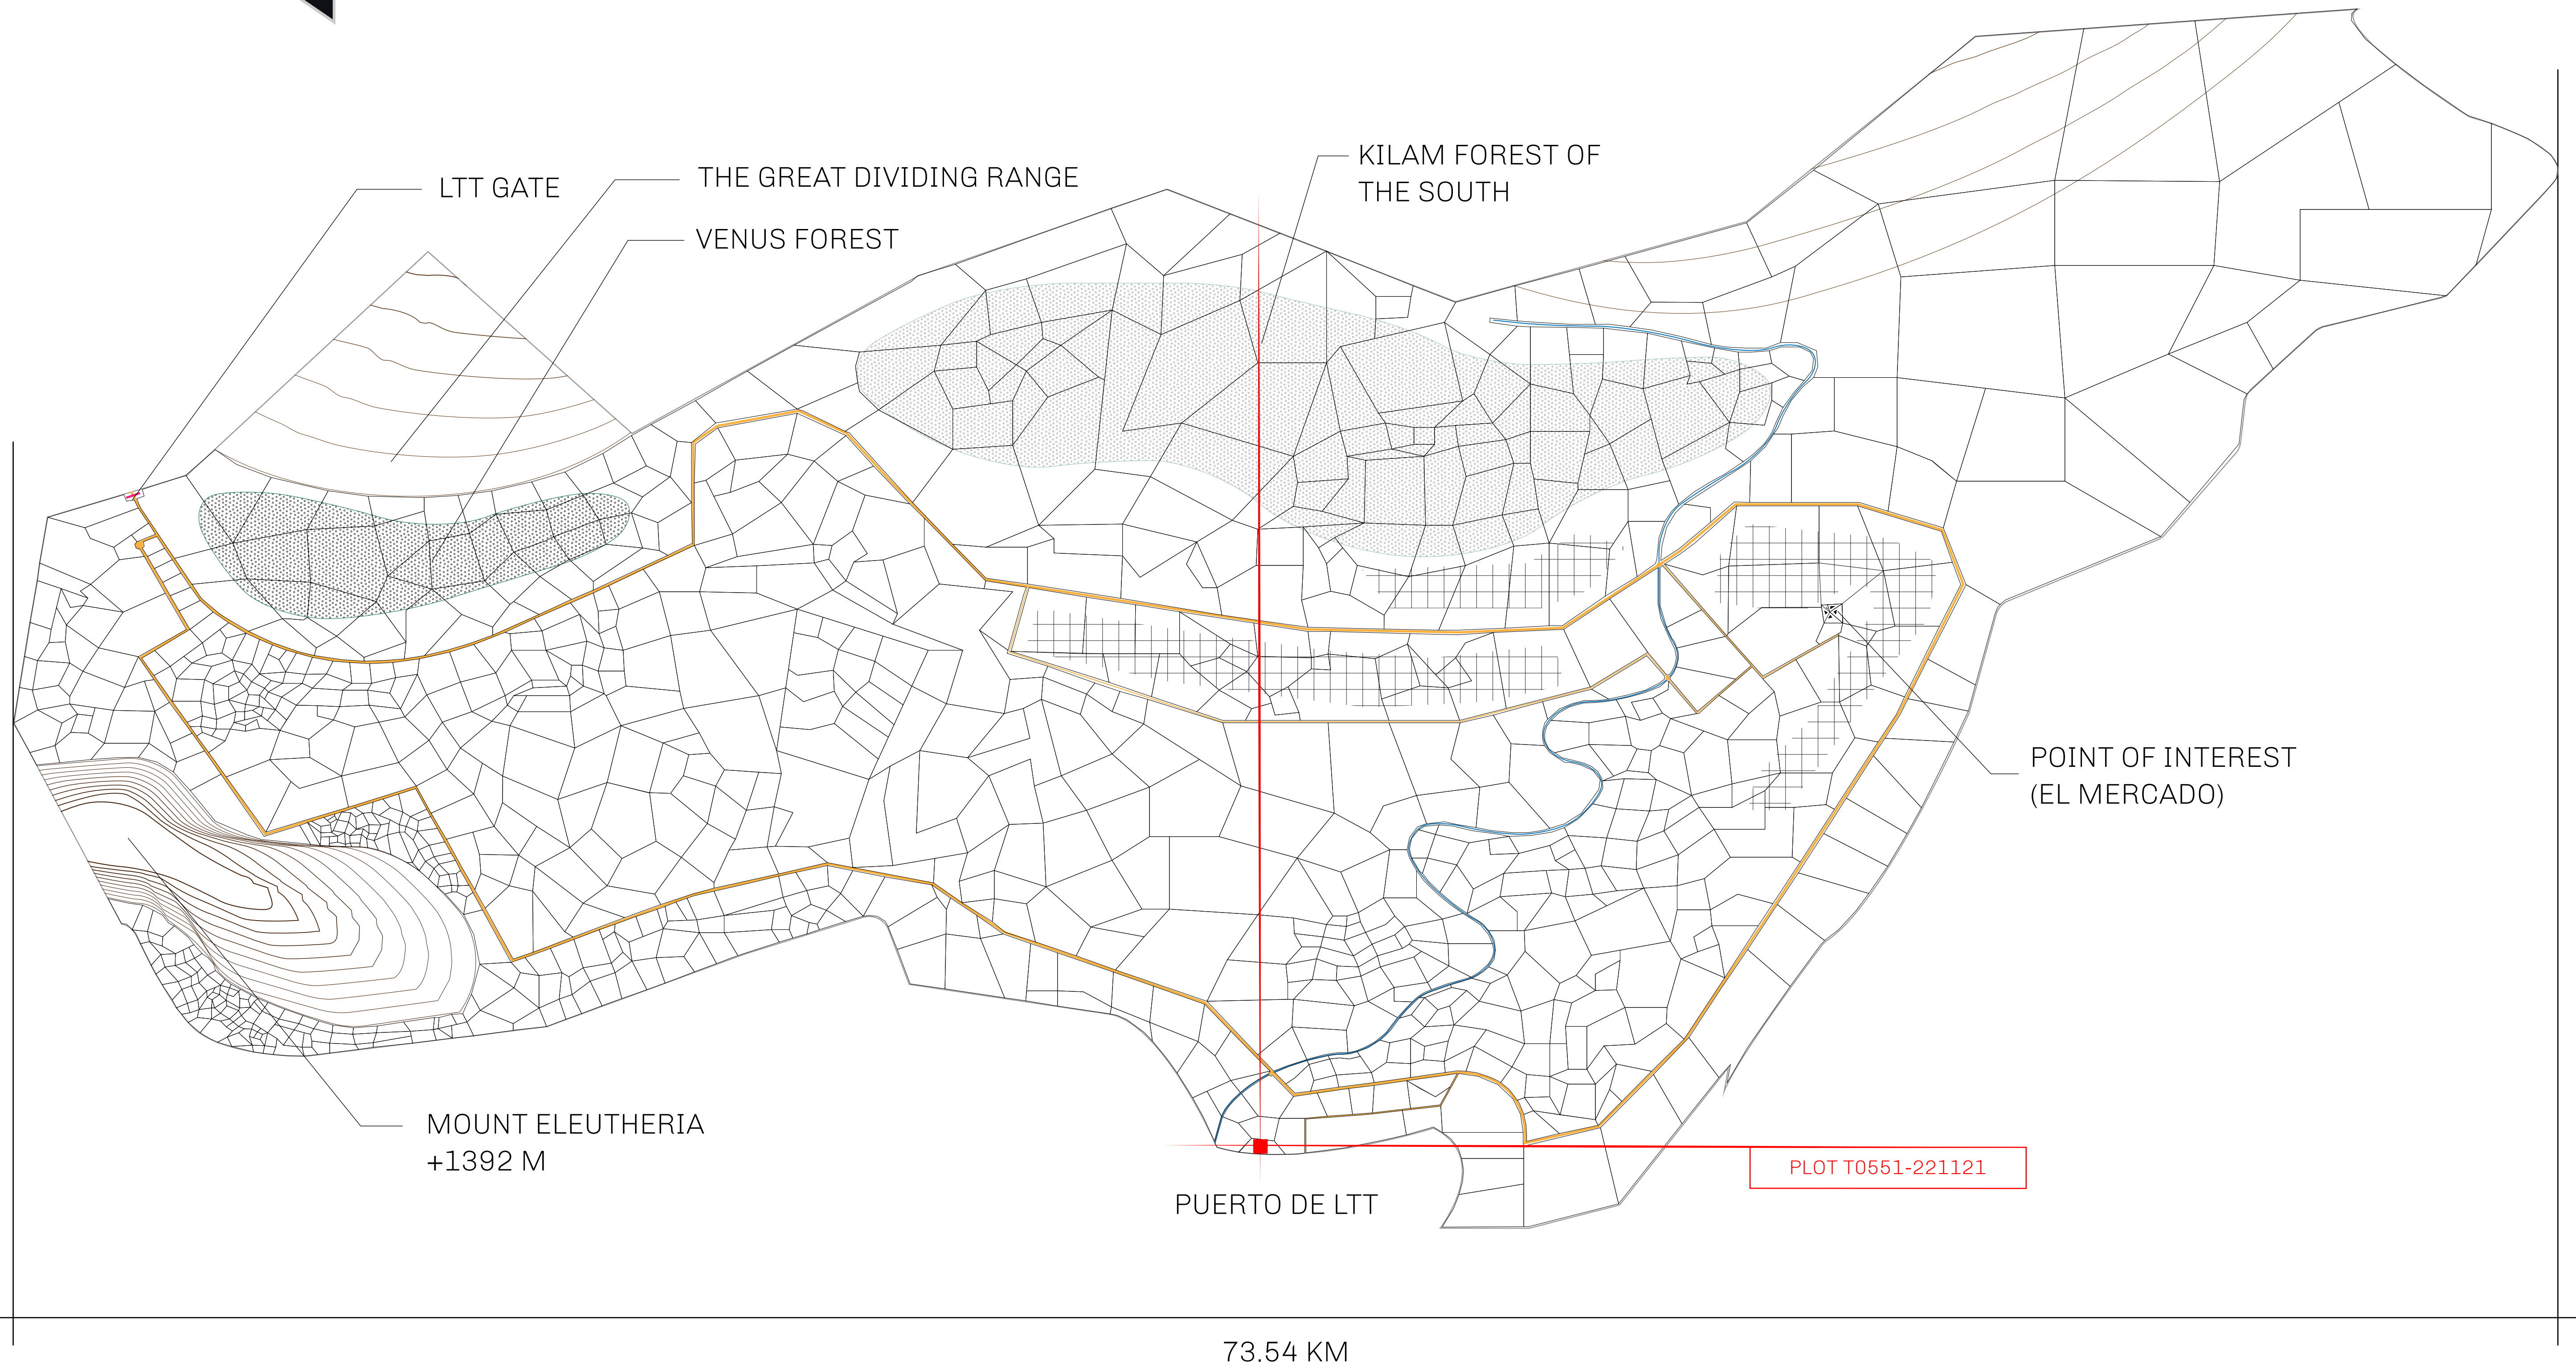 KILAM FOREST OF
THE SOUTH
LTT GATE
THE GREAT DIVIDING RANGE
VENUS FOREST
POINT OF INTEREST
(EL MERCADO)
MOUNT ELEUTHERIA
+1392 M
PLOT T0551-221121
PUERTO DE LTT
73.54 KM